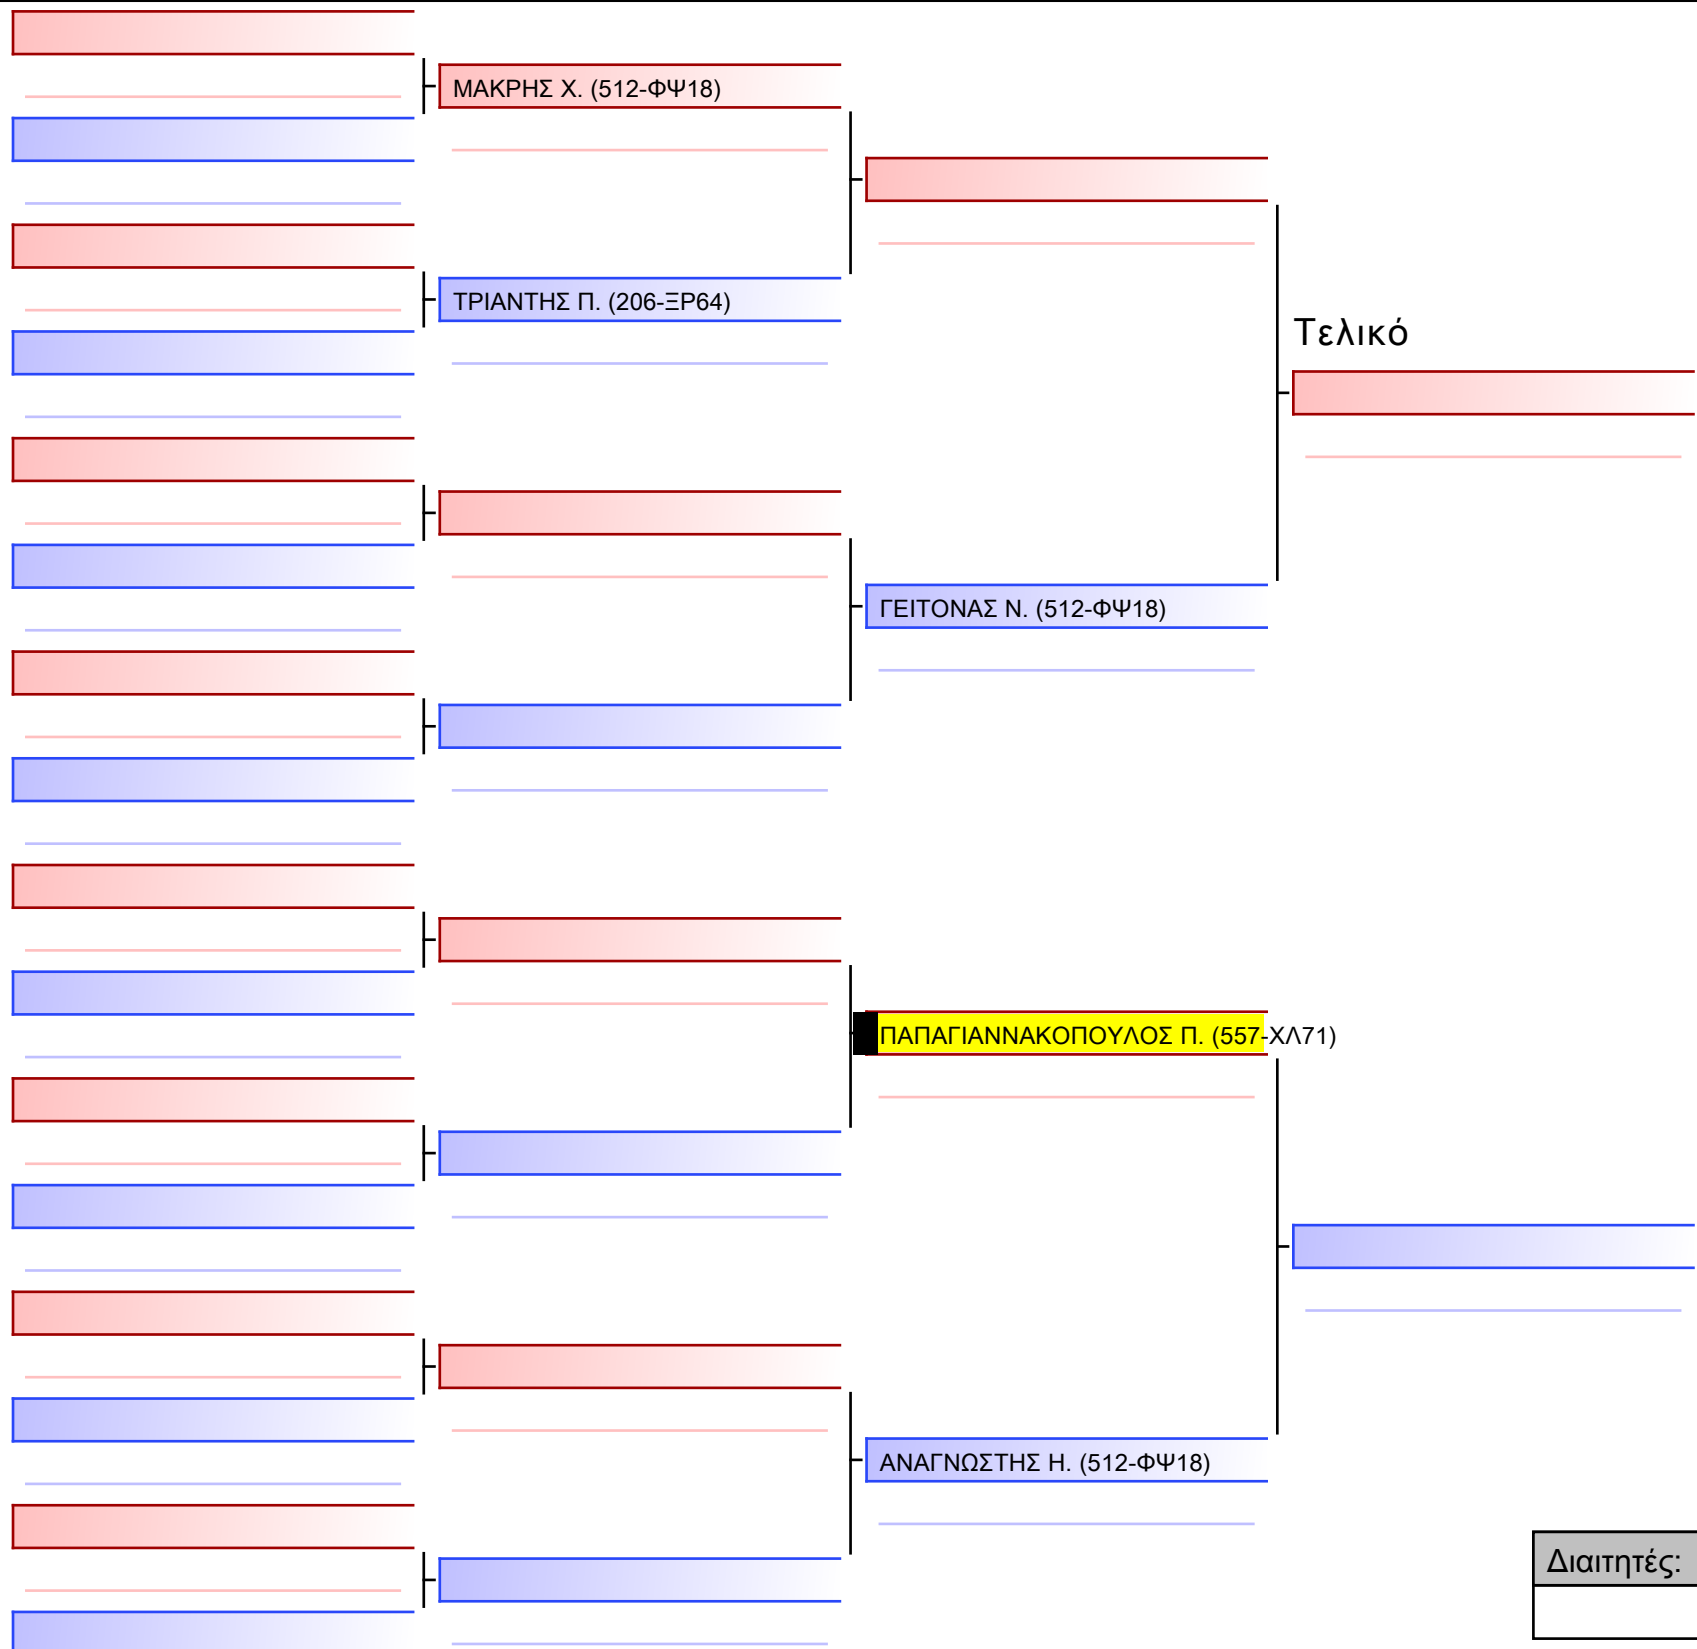 ΜΑΚΡΗΣ Χ. (512-ΦΨ18)
ΤΡΙΑΝΤΗΣ Π. (206-ΞΡ64)
Τελικό
ΓΕΙΤΟΝΑΣ Ν. (512-ΦΨ18)
ΠΑΠΑΓΙΑΝΝΑΚΟΠΟΥΛΟΣ Π. (557-ΧΛ71)
ΑΝΑΓΝΩΣΤΗΣ Η. (512-ΦΨ18)
Διαιτητές: